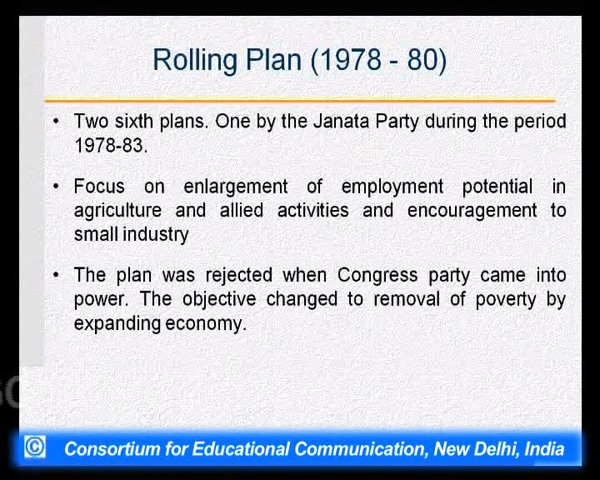 Rolling Plan (1978 - 80)
• Two sixth plans. One by the Janata Party during the period
1978-83.
• Focus on enlargement of employment potential in
agriculture and allied activities and encouragement to
small industry
• The plan was rejected when Congress party came into
power. The objective changed to removal of poverty by
expanding economy.
© Consortium for Educational Communication, New Delhi, India